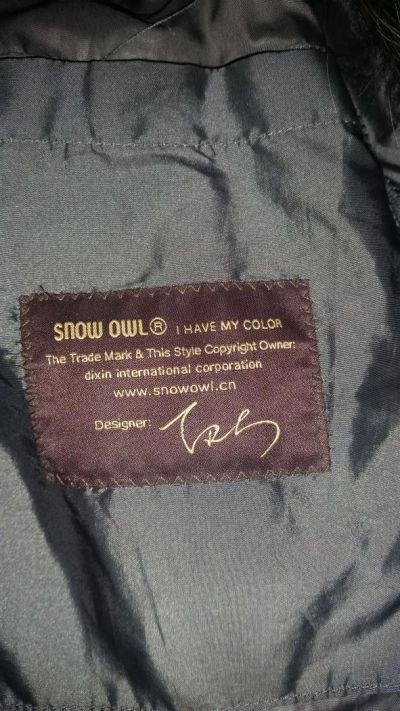 SNOW OWL® I HAVE MY COLOR
The Trade Mark & This Style Copyright Owner:
dixin international corporation
www.snowowl.cn
Designer: